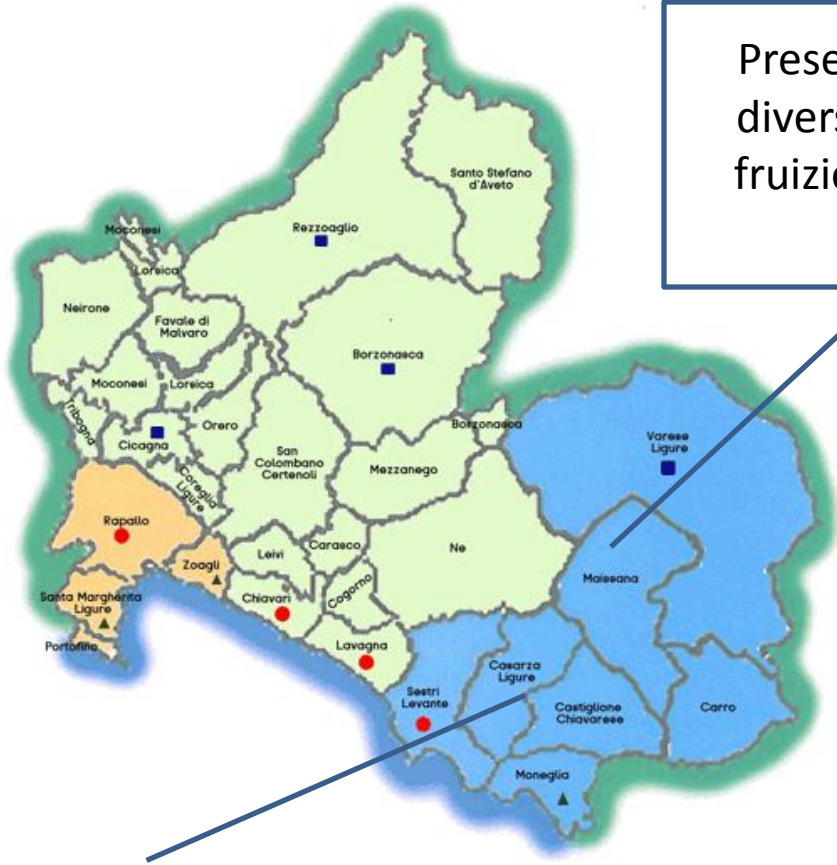 Prese
divers
fruizio
Santo Stefano
d'Aveto
Rezzoaglio
Moconesi
Lorsica
Neirone
Favale di
Malvaro
Borzonasca
Moconesi
Lorsica
Tribogna
Cicagna
Orero
Borzonasca
Varese
Ligure
San
Colombano
Certenoli
Mezzanego
Coreglia
Ligure
Rapallo
Leivi
Carasco
Ne
Zoagli
Maissana
Cogorno
Santa Margherita
Ligure
Chiavari
Portofino
Lavagna
Casarza
Ligure
Sestri
Levante
Castiglione
Chiavarese
Carro
Moneglia